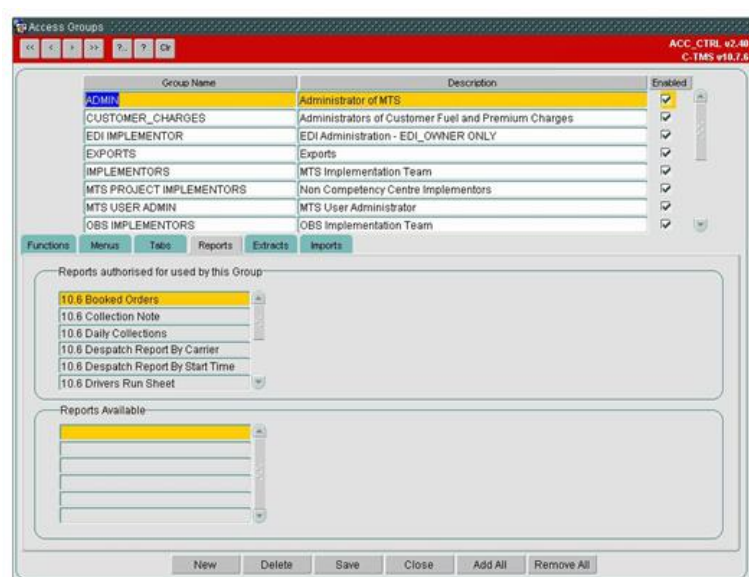 Access Groups
<< < > >> ?.. ? Clr ACC_CTRL v2.40
C-TMS v10.7.6
Group Name Description Enabled
ADMIN Administrator of MTS
CUSTOMER_CHARGES Administrators of Customer Fuel and Premium Charges
EDI IMPLEMENTOR EDI Administration - EDI_OWNER ONLY
EXPORTS Exports
IMPLEMENTORS MTS Implementation Team
MTS PROJECT IMPLEMENTORS Non Competency Centre Implementors
MTS USER ADMIN MTS User Administrator
OBS IMPLEMENTORS OBS Implementation Team
Functions Menus Tabs Reports Extracts Imports
Reports authorised for used by this Group
10.6 Booked Orders
10.6 Collection Note
10.6 Daily Collections
10.6 Despatch Report By Carrier
10.6 Despatch Report By Start Time
10.6 Drivers Run Sheet
Reports Available
New Delete Save Close Add All Remove All